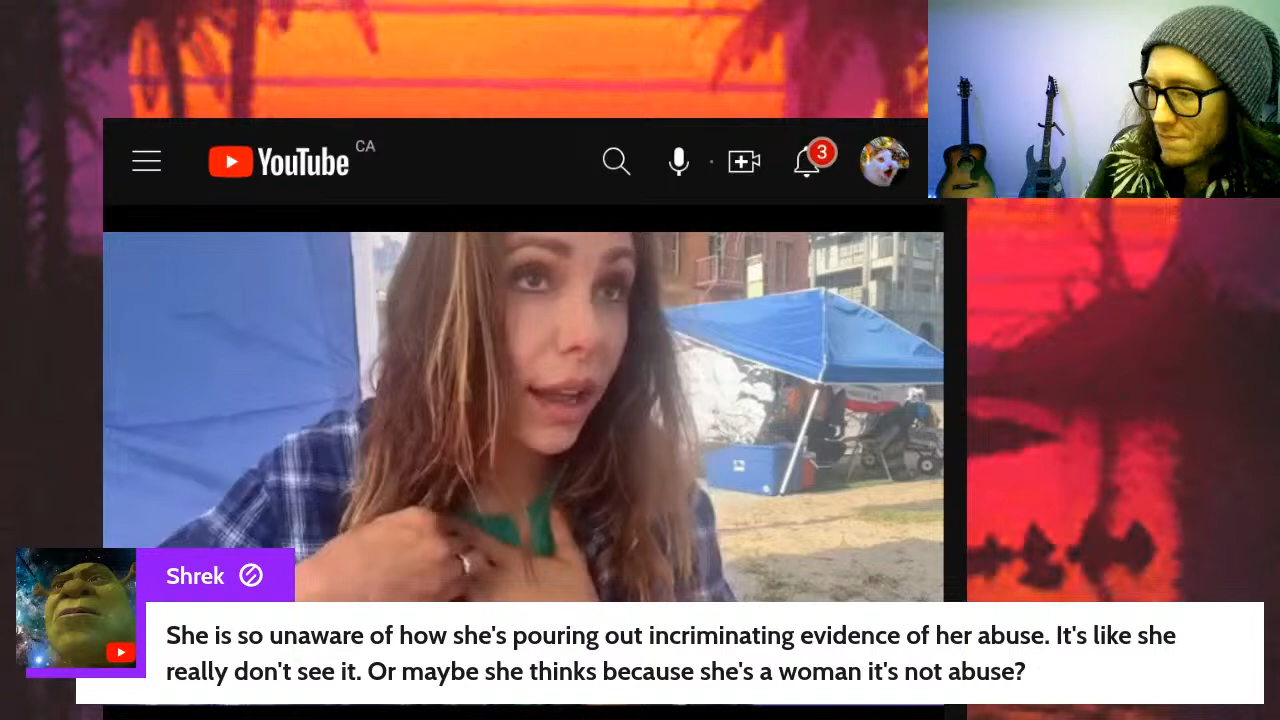 CA
YouTube
3
Shrek
She is so unaware of how she's pouring out incriminating evidence of her abuse. It's like she
really don't see it. Or maybe she thinks because she's a woman it's not abuse?